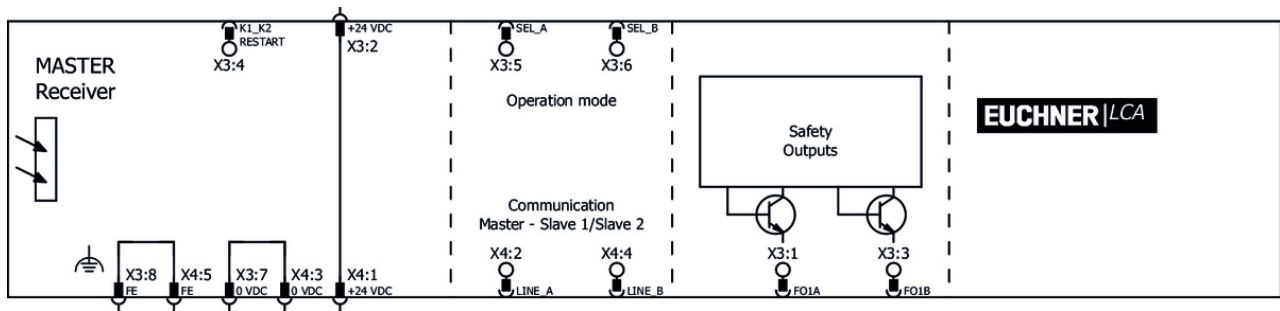 K1_K2
RESTART
X3:4
+24 VDC
X3:2
SEL_A
X3:5
SEL_B
X3:6
MASTER
Receiver
Operation mode
EUCHNER LCA
Safety
Outputs
Communication
Master - Slave 1/Slave 2
X3:8
FE
X4:5
FE
X3:7
0 VDC
X4:3
0 VDC
X4:1
+24 VDC
X4:2
LINE_A
X4:4
LINE_B
X3:1
FO1A
X3:3
FO1B